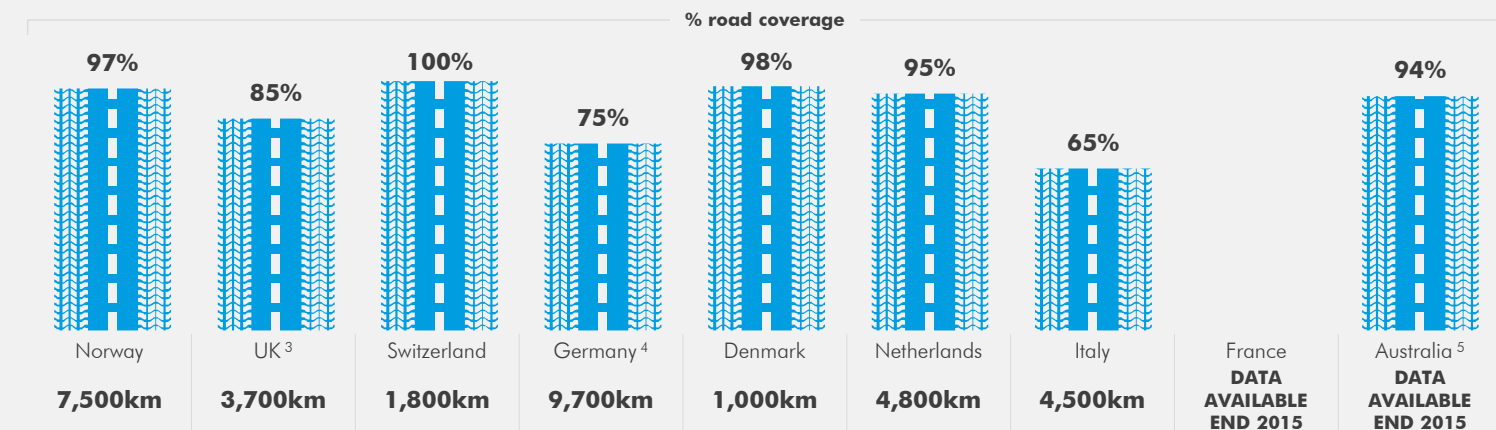 % road coverage
97%
85%
100%
75%
98%
95%
65%
94%
Norway
UK 3
Switzerland
Germany 4
Denmark
Netherlands
Italy
France
Australia 5
7,500km
3,700km
1,800km
9,700km
1,000km
4,800km
4,500km
DATA
AVAILABLE
END 2015
DATA
AVAILABLE
END 2015